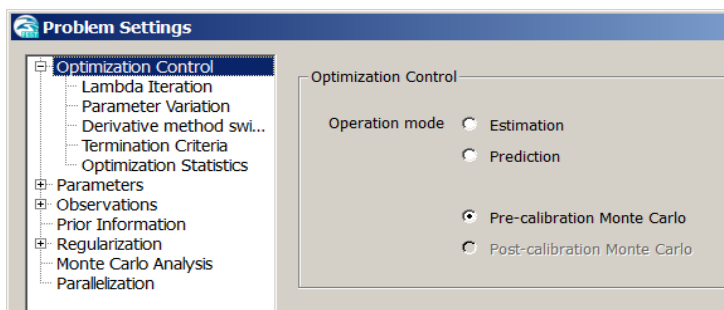 Problem Settings
Optimization Control
Lambda Iteration
Parameter Variation
Derivative method swi...
Termination Criteria
Optimization Statistics
Parameters
Observations
Prior Information
Regularization
Monte Carlo Analysis
Parallelization
Optimization Control
Operation mode
Estimation
Prediction
Pre-calibration Monte Carlo
Post-calibration Monte Carlo